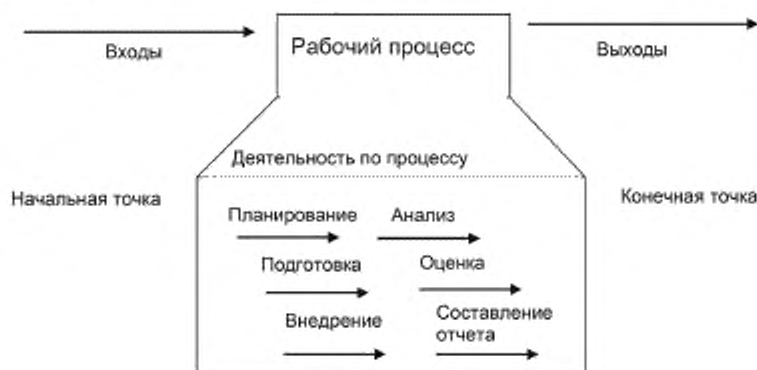 Входы
Рабочий процесс
Выходы
Деятельность по процессу
Начальная точка
Конечная точка
Планирование
Анализ
Подготовка
Оценка
Внедрение
Составление
отчета